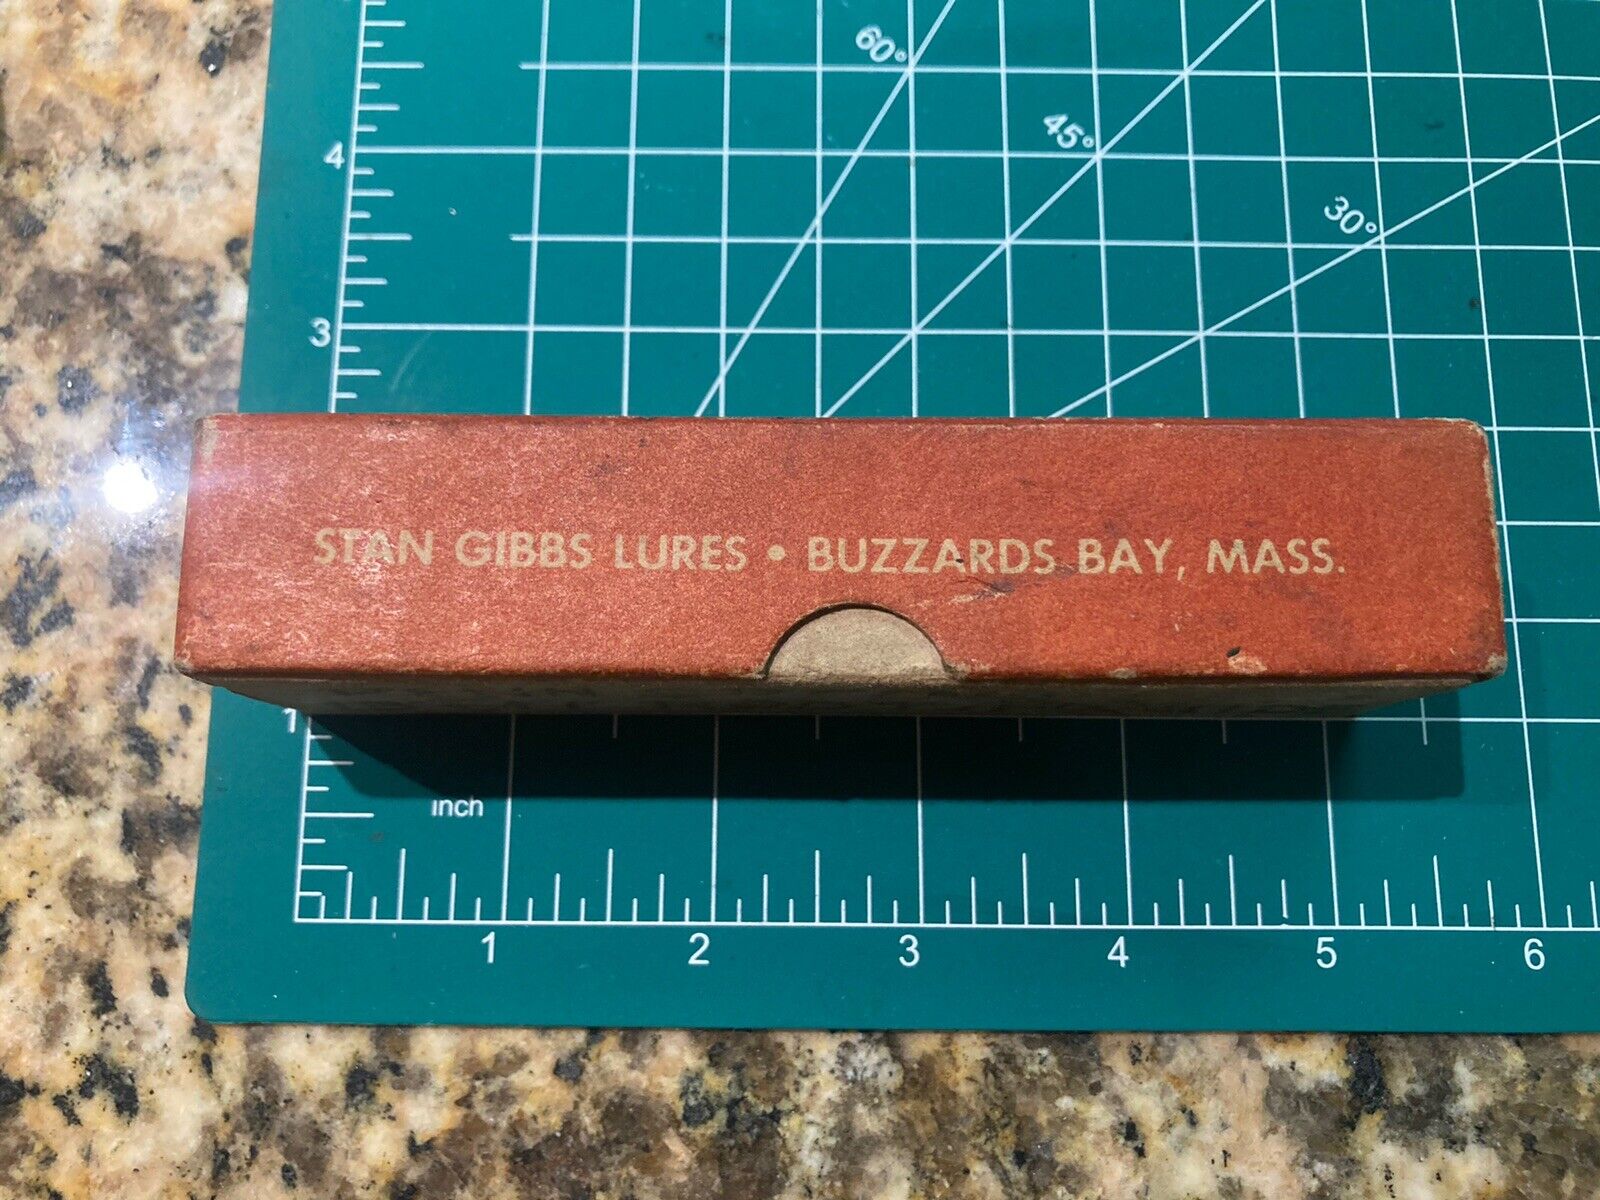 60°
45°
30°
4
3
STAN GIBBS LURES • BUZZARDS BAY, MASS.
1
inch
1 2 3 4 5 6